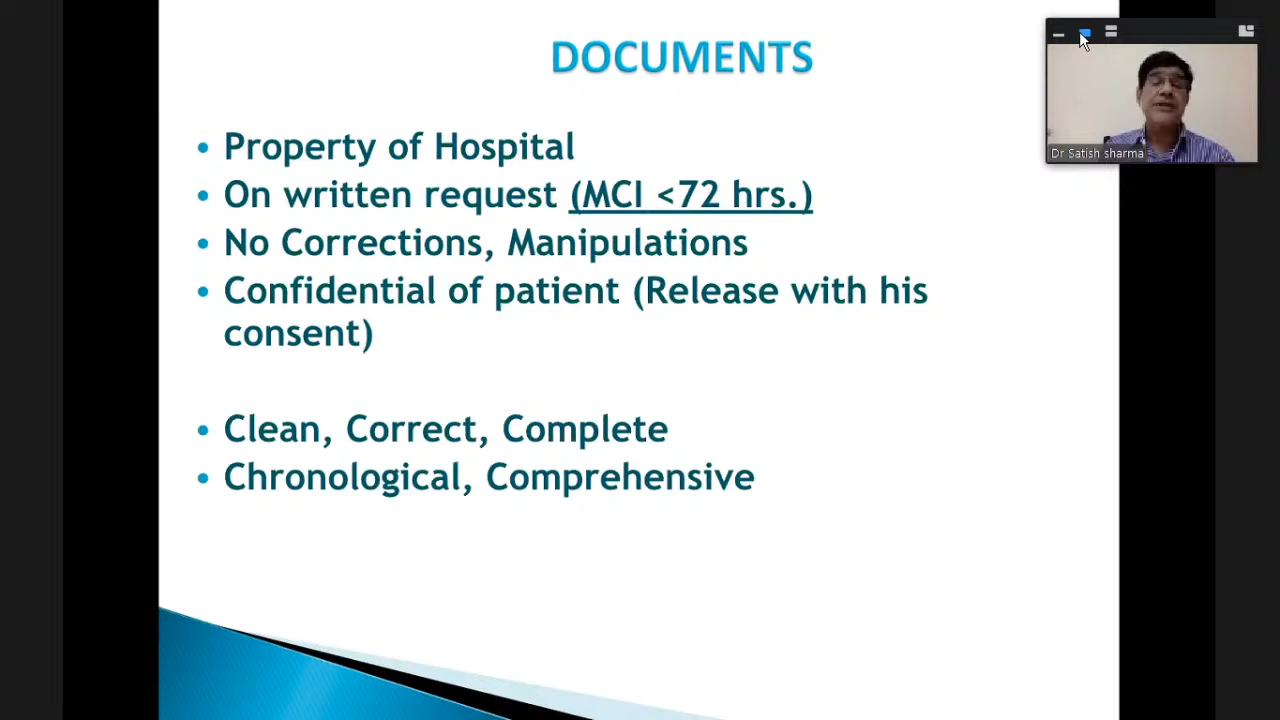 DOCUMENTS
• Property of Hospital
• On written request (MCI <72 hrs.)
• No Corrections, Manipulations
• Confidential of patient (Release with his
consent)
• Clean, Correct, Complete
• Chronological, Comprehensive
Dr Satish sharma